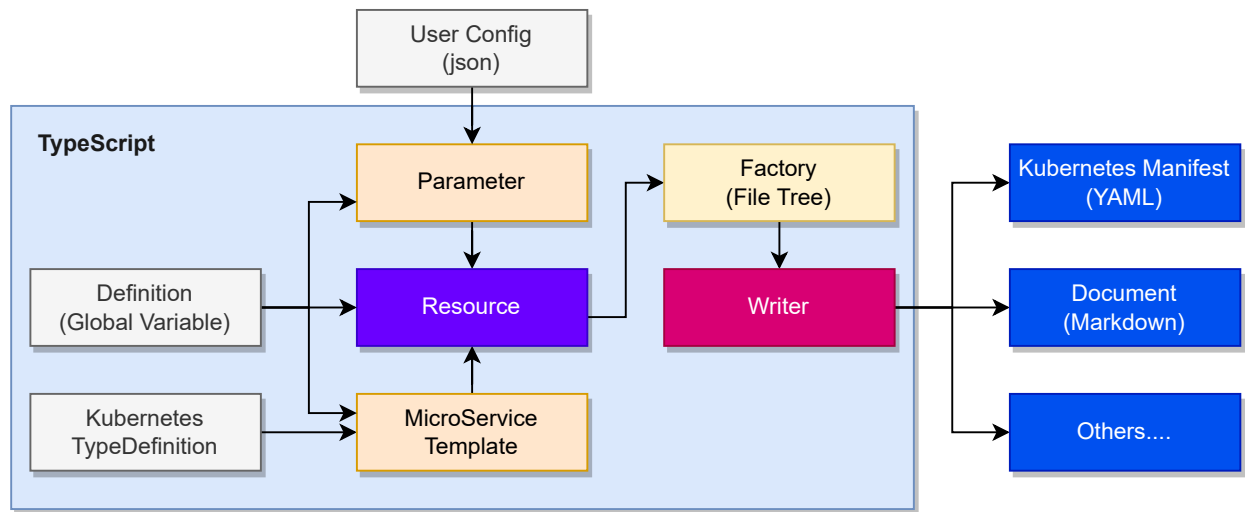 User Config
(json)
TypeScript
Parameter
Factory
(File Tree)
Kubernetes Manifest
(YAML)
Definition
(Global Variable)
Resource
Writer
Document
(Markdown)
Kubernetes
TypeDefinition
MicroService
Template
Others....